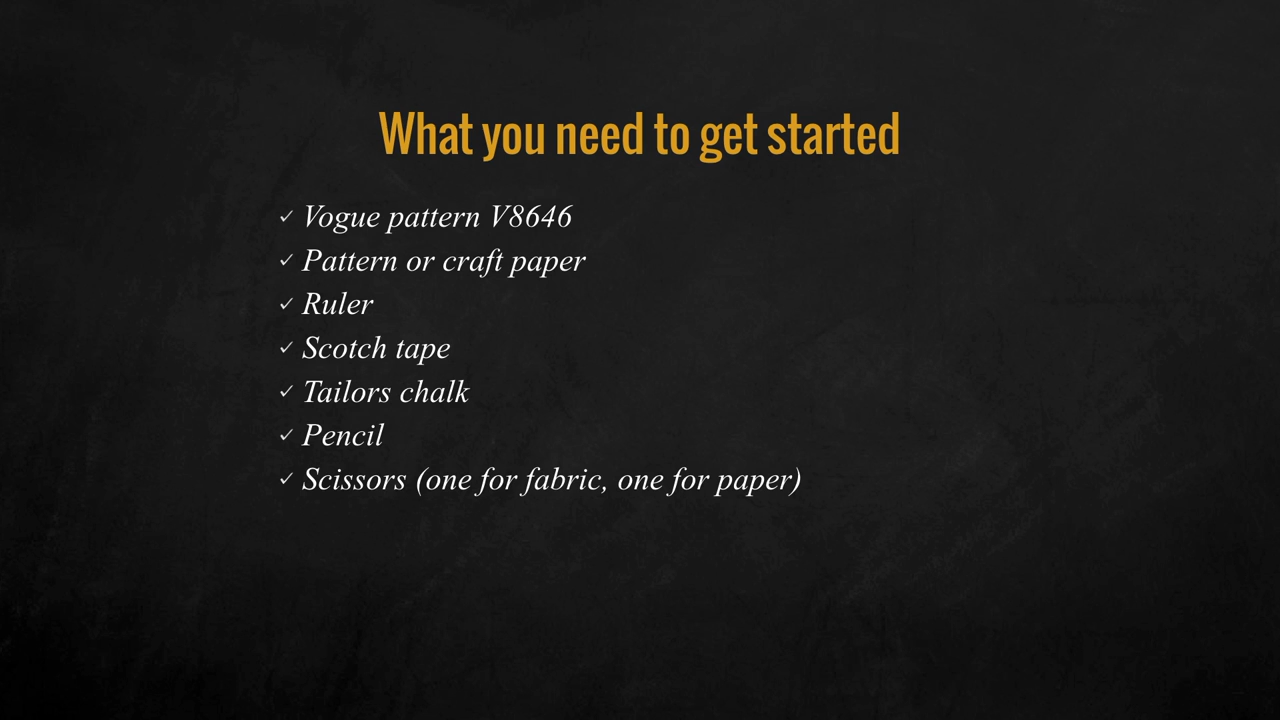 What you need to get started
✓ Vogue pattern V8646
✓ Pattern or craft paper
✓ Ruler
✓ Scotch tape
✓ Tailors chalk
✓ Pencil
✓ Scissors (one for fabric, one for paper)